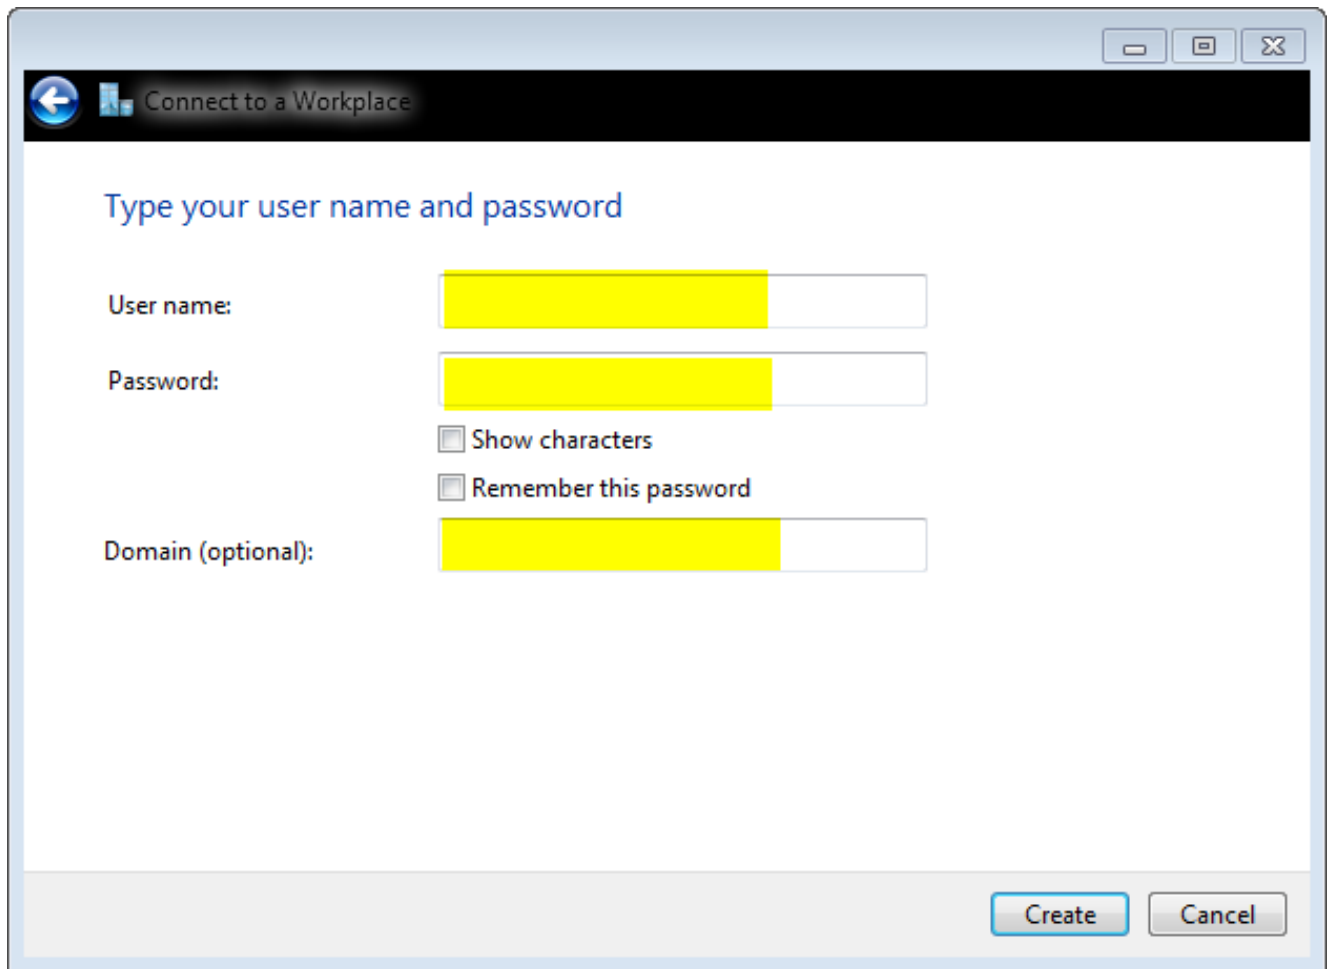 Connect to a Workplace
Type your user name and password
User name:
Password:
Show characters
Remember this password
Domain (optional):
Create
Cancel